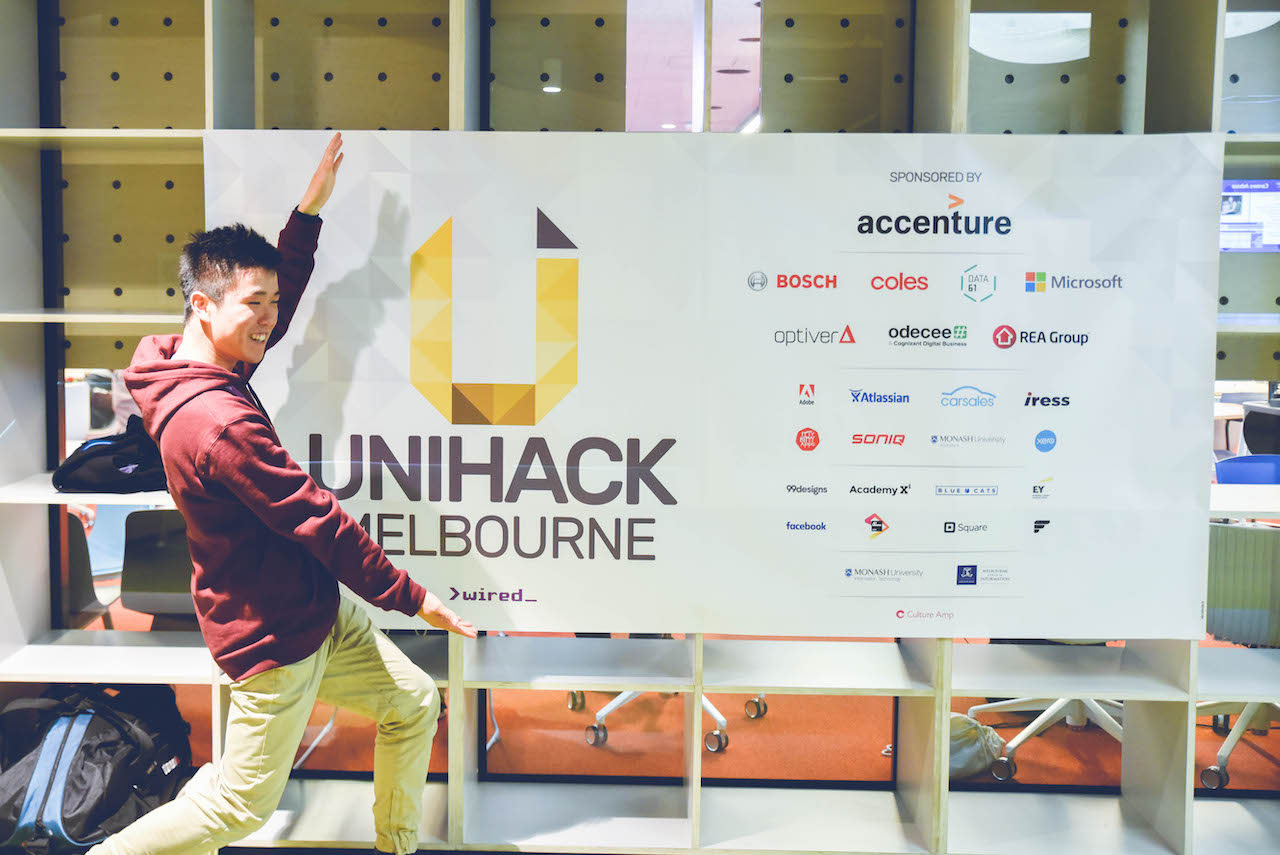 UNIHACK
MELBOURNE
>wired_
SPONSORED BY
accenture
BOSCH
coles
DATA
61
Microsoft
optiver
odecee
a Cognizant Digital Business
REA Group
Adobe
Atlassian
carsales
iress
SONIQ
MONASH University
xero
99designs
Academy Xi
BLUE CATS
EY
facebook
Square
MONASH University
Information Technology
Culture Amp